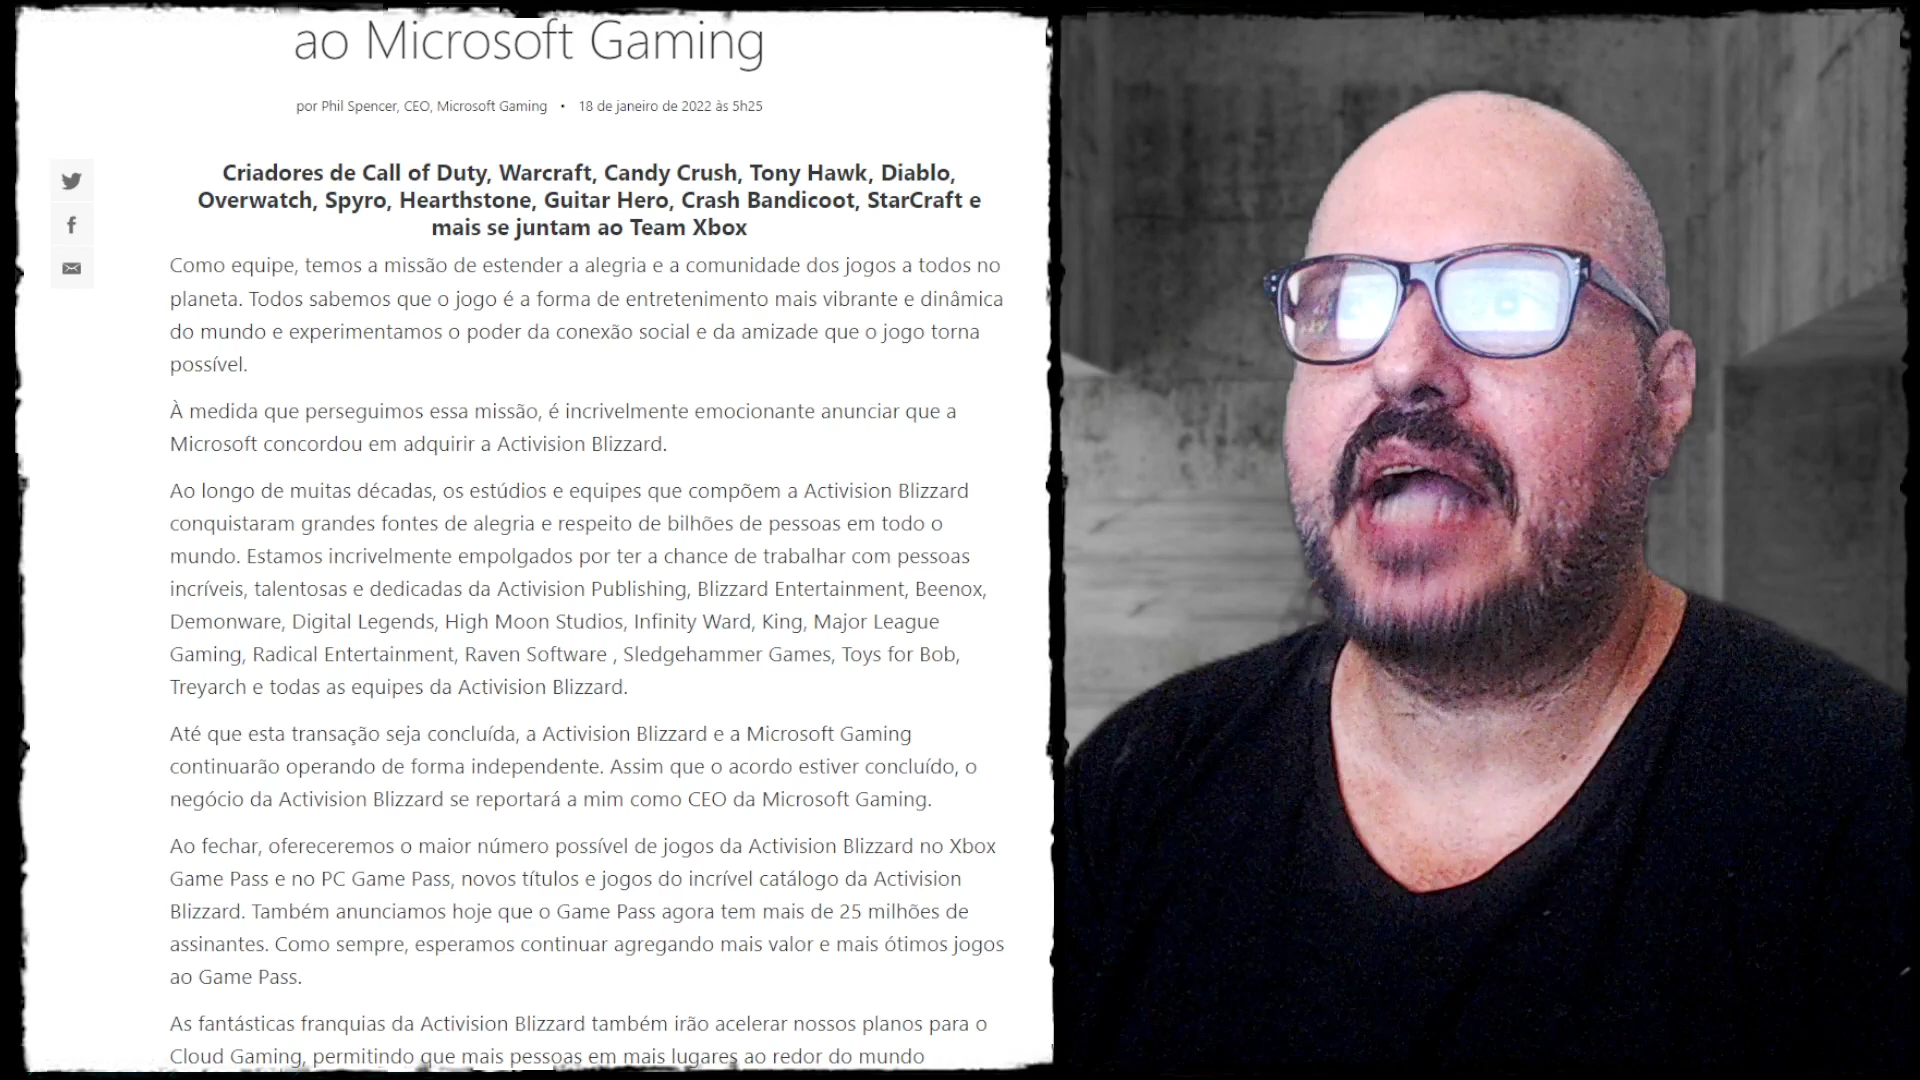 ao Microsoft Gaming
por Phil Spencer, CEO, Microsoft Gaming • 18 de janeiro de 2022 às 5h25
Criadores de Call of Duty, Warcraft, Candy Crush, Tony Hawk, Diablo,
Overwatch, Spyro, Hearthstone, Guitar Hero, Crash Bandicoot, StarCraft e
mais se juntam ao Team Xbox
Como equipe, temos a missão de estender a alegria e a comunidade dos jogos a todos no
planeta. Todos sabemos que o jogo é a forma de entretenimento mais vibrante e dinâmica
do mundo e experimentamos o poder da conexão social e da amizade que o jogo torna
possível.
À medida que perseguimos essa missão, é incrivelmente emocionante anunciar que a
Microsoft concordou em adquirir a Activision Blizzard.
Ao longo de muitas décadas, os estúdios e equipes que compõem a Activision Blizzard
conquistaram grandes fontes de alegria e respeito de bilhões de pessoas em todo o
mundo. Estamos incrivelmente empolgados por ter a chance de trabalhar com pessoas
incríveis, talentosas e dedicadas da Activision Publishing, Blizzard Entertainment, Beenox,
Demonware, Digital Legends, High Moon Studios, Infinity Ward, King, Major League
Gaming, Radical Entertainment, Raven Software , Sledgehammer Games, Toys for Bob,
Treyarch e todas as equipes da Activision Blizzard.
Até que esta transação seja concluída, a Activision Blizzard e a Microsoft Gaming
continuarão operando de forma independente. Assim que o acordo estiver concluído, o
negócio da Activision Blizzard se reportará a mim como CEO da Microsoft Gaming.
Ao fechar, ofereceremos o maior número possível de jogos da Activision Blizzard no Xbox
Game Pass e no PC Game Pass, novos títulos e jogos do incrível catálogo da Activision
Blizzard. Também anunciamos hoje que o Game Pass agora tem mais de 25 milhões de
assinantes. Como sempre, esperamos continuar agregando mais valor e mais ótimos jogos
ao Game Pass.
As fantásticas franquias da Activision Blizzard também irão acelerar nossos planos para o
Cloud Gaming, permitindo que mais pessoas em mais lugares ao redor do mundo